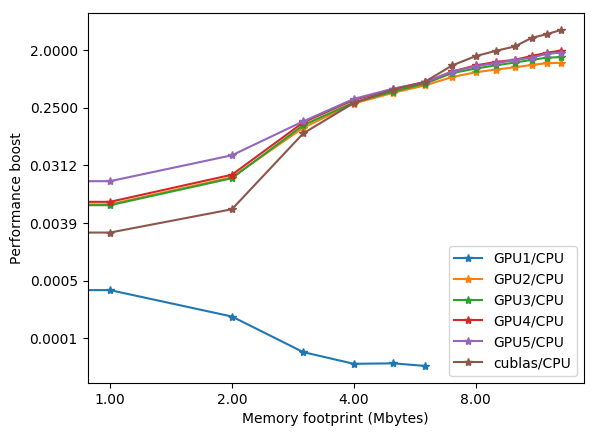 2.0000
0.2500
0.0312
0.0039
0.0005
0.0001
Performance boost
1.00 2.00 4.00 8.00
Memory footprint (Mbytes)
GPU1/CPU
GPU2/CPU
GPU3/CPU
GPU4/CPU
GPU5/CPU
cublas/CPU